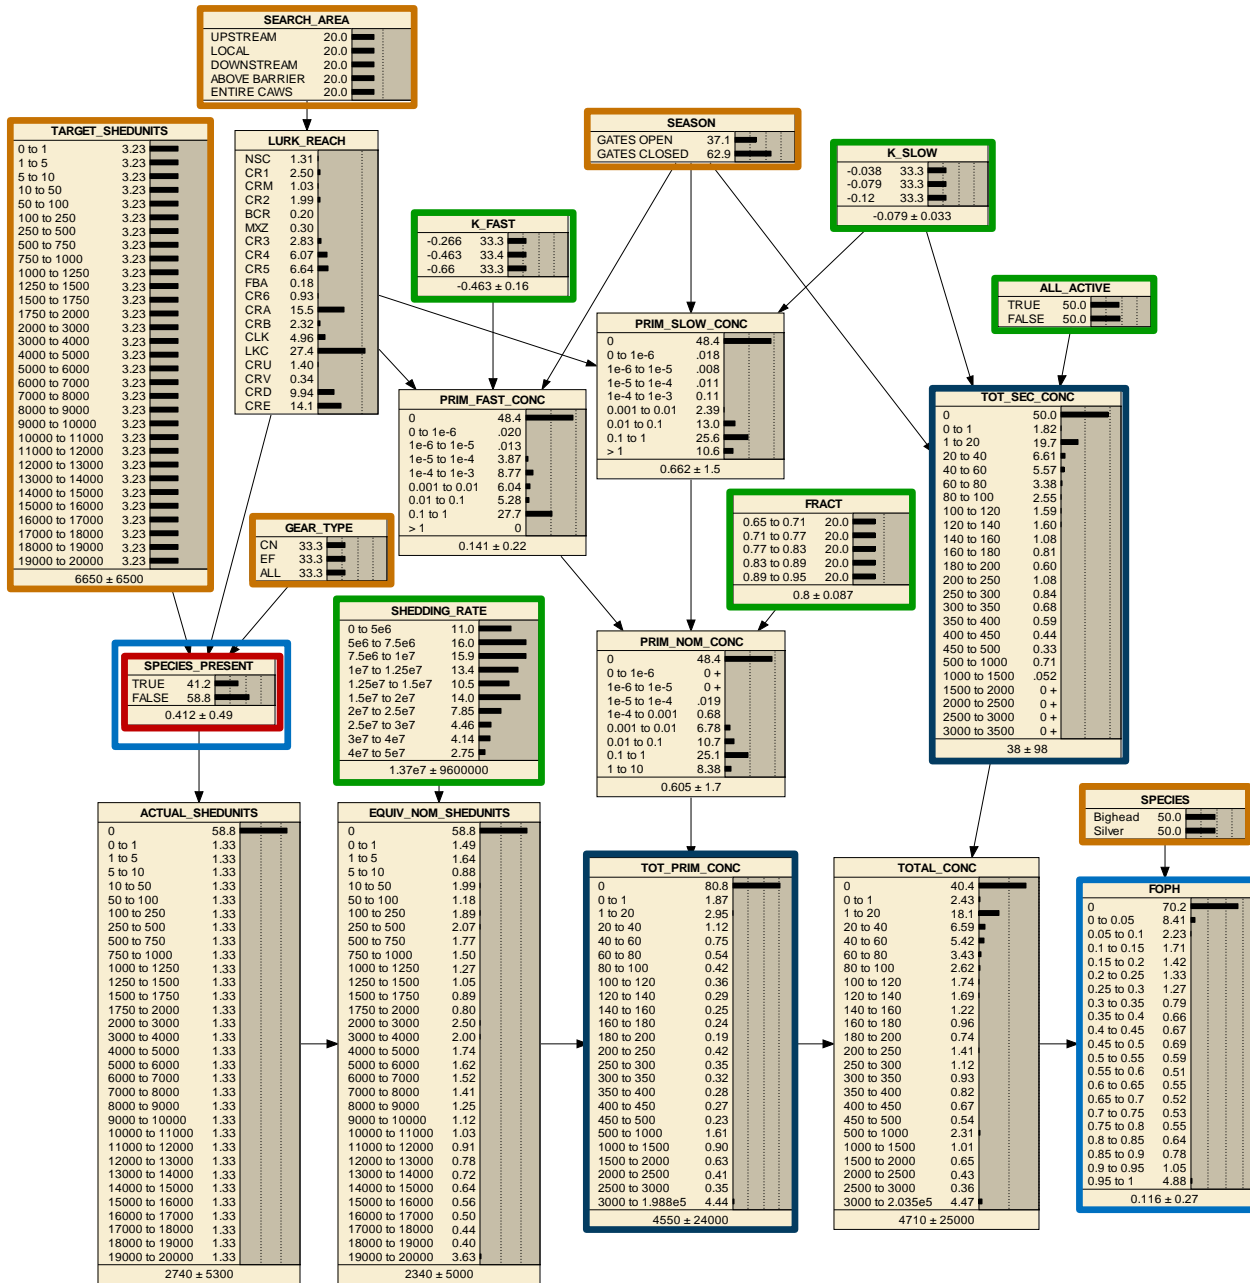 SEARCH_AREA
UPSTREAM 20.0
LOCAL 20.0
DOWNSTREAM 20.0
ABOVE BARRIER 20.0
ENTIRE CAWS 20.0
TARGET_SHEDUNITS
0 to 1 3.23
1 to 5 3.23
5 to 10 3.23
10 to 50 3.23
50 to 100 3.23
100 to 250 3.23
250 to 500 3.23
500 to 750 3.23
750 to 1000 3.23
1000 to 1250 3.23
1250 to 1500 3.23
1500 to 1750 3.23
1750 to 2000 3.23
2000 to 3000 3.23
3000 to 4000 3.23
4000 to 5000 3.23
5000 to 6000 3.23
6000 to 7000 3.23
7000 to 8000 3.23
8000 to 9000 3.23
9000 to 10000 3.23
10000 to 11000 3.23
11000 to 12000 3.23
12000 to 13000 3.23
13000 to 14000 3.23
14000 to 15000 3.23
15000 to 16000 3.23
16000 to 17000 3.23
17000 to 18000 3.23
18000 to 19000 3.23
19000 to 20000 3.23
6650 ± 6500
LURK_REACH
NSC 1.31
CR1 2.50
CRM 1.03
CR2 1.99
BCR 0.20
MXZ 0.30
CR3 2.83
CR4 6.07
CR5 6.64
FBA 0.18
CR6 0.93
CRA 15.5
CRB 2.32
CLK 4.96
LKC 27.4
CRU 1.40
CRV 0.34
CRD 9.94
CRE 14.1
SEASON
GATES OPEN 37.1
GATES CLOSED 62.9
K_SLOW
-0.038 33.3
-0.079 33.3
-0.12 33.3
-0.079 ± 0.033
K_FAST
-0.266 33.3
-0.463 33.4
-0.66 33.3
-0.463 ± 0.16
ALL_ACTIVE
TRUE 50.0
FALSE 50.0
PRIM_SLOW_CONC
0 48.4
0 to 1e-6 .018
1e-6 to 1e-5 .008
1e-5 to 1e-4 .011
1e-4 to 1e-3 0.11
0.001 to 0.01 2.39
0.01 to 0.1 13.0
0.1 to 1 25.6
> 1 10.6
0.662 ± 1.5
PRIM_FAST_CONC
0 48.4
0 to 1e-6 .020
1e-6 to 1e-5 .013
1e-5 to 1e-4 3.87
1e-4 to 1e-3 8.77
0.001 to 0.01 6.04
0.01 to 0.1 5.28
0.1 to 1 27.7
> 1 0
0.141 ± 0.22
TOT_SEC_CONC
0 50.0
0 to 1 1.82
1 to 20 19.7
20 to 40 6.61
40 to 60 5.57
60 to 80 3.38
80 to 100 2.55
100 to 120 1.59
120 to 140 1.60
140 to 160 1.08
160 to 180 0.81
180 to 200 0.60
200 to 250 1.08
250 to 300 0.84
300 to 350 0.68
350 to 400 0.59
400 to 450 0.44
450 to 500 0.33
500 to 1000 0.71
1000 to 1500 .052
1500 to 2000 0 +
2000 to 2500 0 +
2500 to 3000 0 +
3000 to 3500 0 +
38 ± 98
FRACT
0.65 to 0.71 20.0
0.71 to 0.77 20.0
0.77 to 0.83 20.0
0.83 to 0.89 20.0
0.89 to 0.95 20.0
0.8 ± 0.087
GEAR_TYPE
CN 33.3
EF 33.3
ALL 33.3
SHEDDING_RATE
0 to 5e6 11.0
5e6 to 7.5e6 16.0
7.5e6 to 1e7 15.9
1e7 to 1.25e7 13.4
1.25e7 to 1.5e7 10.5
1.5e7 to 2e7 14.0
2e7 to 2.5e7 7.85
2.5e7 to 3e7 4.46
3e7 to 4e7 4.14
4e7 to 5e7 2.75
1.37e7 ± 9600000
PRIM_NOM_CONC
0 48.4
0 to 1e-6 0 +
1e-6 to 1e-5 0 +
1e-5 to 1e-4 .019
1e-4 to 0.001 0.68
0.001 to 0.01 6.78
0.01 to 0.1 10.7
0.1 to 1 25.1
1 to 10 8.38
0.605 ± 1.7
SPECIES_PRESENT
TRUE 41.2
FALSE 58.8
0.412 ± 0.49
ACTUAL_SHEDUNITS
0 58.8
0 to 1 1.33
1 to 5 1.33
5 to 10 1.33
10 to 50 1.33
50 to 100 1.33
100 to 250 1.33
250 to 500 1.33
500 to 750 1.33
750 to 1000 1.33
1000 to 1250 1.33
1250 to 1500 1.33
1500 to 1750 1.33
1750 to 2000 1.33
2000 to 3000 1.33
3000 to 4000 1.33
4000 to 5000 1.33
5000 to 6000 1.33
6000 to 7000 1.33
7000 to 8000 1.33
8000 to 9000 1.33
9000 to 10000 1.33
10000 to 11000 1.33
11000 to 12000 1.33
12000 to 13000 1.33
13000 to 14000 1.33
14000 to 15000 1.33
15000 to 16000 1.33
16000 to 17000 1.33
17000 to 18000 1.33
18000 to 19000 1.33
19000 to 20000 1.33
2740 ± 5300
EQUIV_NOM_SHEDUNITS
0 58.8
0 to 1 1.49
1 to 5 1.64
5 to 10 0.88
10 to 50 1.99
50 to 100 1.18
100 to 250 1.89
250 to 500 2.07
500 to 750 1.77
750 to 1000 1.50
1000 to 1250 1.27
1250 to 1500 1.05
1500 to 1750 0.89
1750 to 2000 0.80
2000 to 3000 2.50
3000 to 4000 2.00
4000 to 5000 1.74
5000 to 6000 1.62
6000 to 7000 1.52
7000 to 8000 1.41
8000 to 9000 1.25
9000 to 10000 1.12
10000 to 11000 1.03
11000 to 12000 0.91
12000 to 13000 0.78
13000 to 14000 0.72
14000 to 15000 0.64
15000 to 16000 0.56
16000 to 17000 0.50
17000 to 18000 0.44
18000 to 19000 0.40
19000 to 20000 3.63
2340 ± 5000
TOT_PRIM_CONC
0 80.8
0 to 1 1.87
1 to 20 2.95
20 to 40 1.12
40 to 60 0.75
60 to 80 0.54
80 to 100 0.42
100 to 120 0.36
120 to 140 0.29
140 to 160 0.25
160 to 180 0.24
180 to 200 0.19
200 to 250 0.42
250 to 300 0.35
300 to 350 0.32
350 to 400 0.28
400 to 450 0.27
450 to 500 0.23
500 to 1000 1.61
1000 to 1500 0.90
1500 to 2000 0.63
2000 to 2500 0.41
2500 to 3000 0.35
3000 to 1.988e5 4.44
4550 ± 24000
TOTAL_CONC
0 40.4
0 to 1 2.43
1 to 20 18.1
20 to 40 6.59
40 to 60 5.42
60 to 80 3.43
80 to 100 2.62
100 to 120 1.74
120 to 140 1.69
140 to 160 1.22
160 to 180 0.96
180 to 200 0.74
200 to 250 1.41
250 to 300 1.12
300 to 350 0.93
350 to 400 0.82
400 to 450 0.67
450 to 500 0.54
500 to 1000 2.31
1000 to 1500 1.01
1500 to 2000 0.65
2000 to 2500 0.43
2500 to 3000 0.36
3000 to 2.035e5 4.47
4710 ± 25000
SPECIES
Bighead 50.0
Silver 50.0
FOPH
0 70.2
0 to 0.05 8.41
0.05 to 0.1 2.23
0.1 to 0.15 1.71
0.15 to 0.2 1.42
0.2 to 0.25 1.33
0.25 to 0.3 1.27
0.3 to 0.35 0.79
0.35 to 0.4 0.66
0.4 to 0.45 0.67
0.45 to 0.5 0.69
0.5 to 0.55 0.59
0.55 to 0.6 0.51
0.6 to 0.65 0.55
0.65 to 0.7 0.52
0.7 to 0.75 0.53
0.75 to 0.8 0.55
0.8 to 0.85 0.64
0.85 to 0.9 0.78
0.9 to 0.95 1.05
0.95 to 1 4.88
0.116 ± 0.27